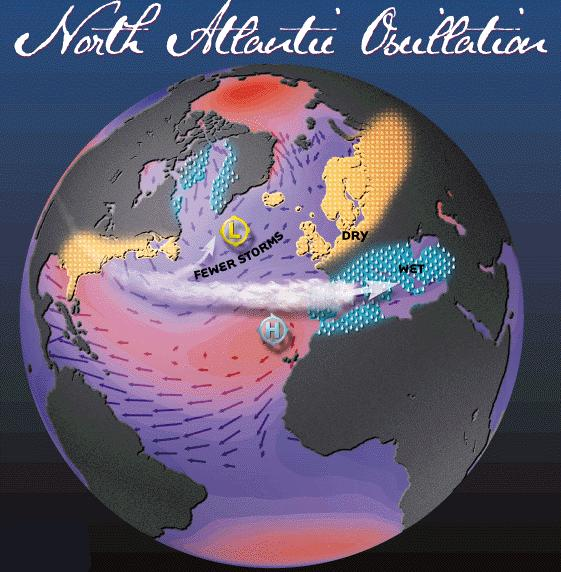 North Atlantic Oscillation
L
FEWER STORMS
DRY
WET
H